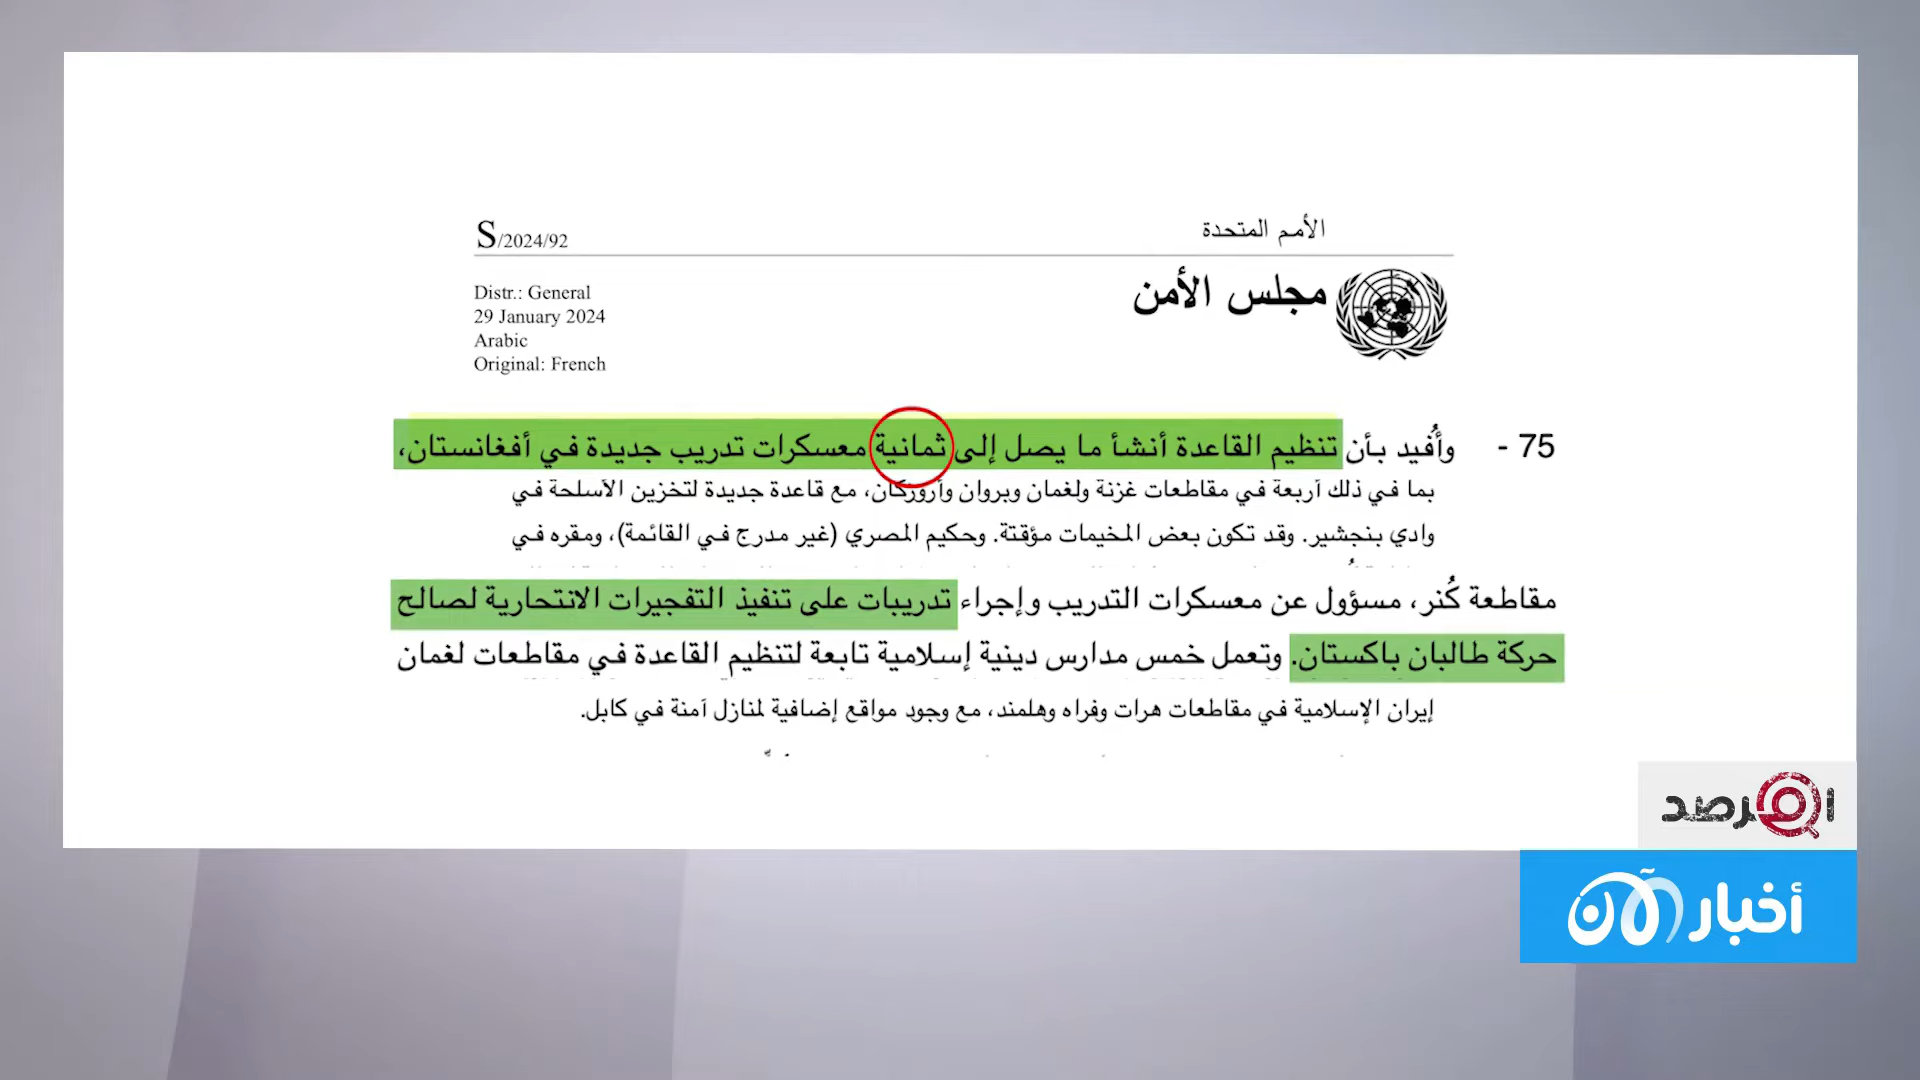 الأمم المتحدة
S/2024/92
مجلس الأمن
Distr.: General
29 January 2024
Arabic
Original: French
75 - وأُفيد بأن تنظيم القاعدة أنشأ ما يصل إلى ثمانية معسكرات تدريب جديدة في أفغانستان،
بما في ذلك أربعة في مقاطعات غزنة ولغمان وبروان وأروزكان، مع قاعدة جديدة لتخزين الأسلحة في
وادي بنجشير. وقد تكون بعض المخيمات مؤقتة. وحكيم المصري (غير مدرج في القائمة)، ومقره في
مقاطعة كُنر، مسؤول عن معسكرات التدريب وإجراء تدريبات على تنفيذ التفجيرات الانتحارية لصالح
حركة طالبان باكستان. وتعمل خمس مدارس دينية إسلامية تابعة لتنظيم القاعدة في مقاطعات لغمان
إيران الإسلامية في مقاطعات هرات وفراه وهلمند، مع وجود مواقع إضافية لمنازل آمنة في كابل.
المرصد
أخبار الآن